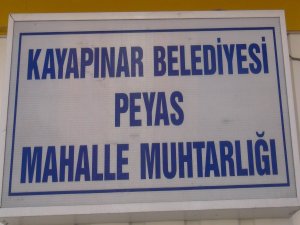 KAYAPINAR BELEDİYESİ
PEYAS
MAHALLE MUHTARLIĞI